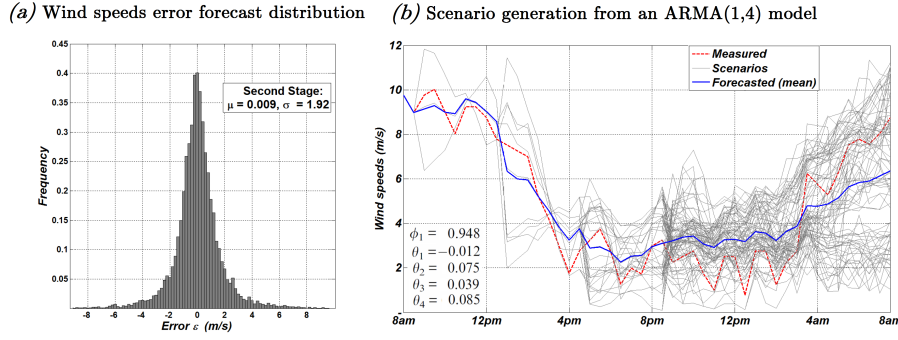 (a) Wind speeds error forecast distribution
(b) Scenario generation from an ARMA(1,4) model
0.45
0.4
0.35
0.3
0.25
0.2
0.15
0.1
0.05
Frequency
Second Stage:
μ = 0.009, σ = 1.92
-8 -6 -4 -2 0 2 4 6 8
Error ε (m/s)
12
10
8
6
4
2
-
Wind speeds (m/s)
Measured
Scenarios
Forecasted (mean)
ϕ₁ = 0.948
θ₁ = −0.012
θ₂ = 0.075
θ₃ = 0.039
θ₄ = 0.085
8am 12pm 4pm 8pm 12pm 4am 8am